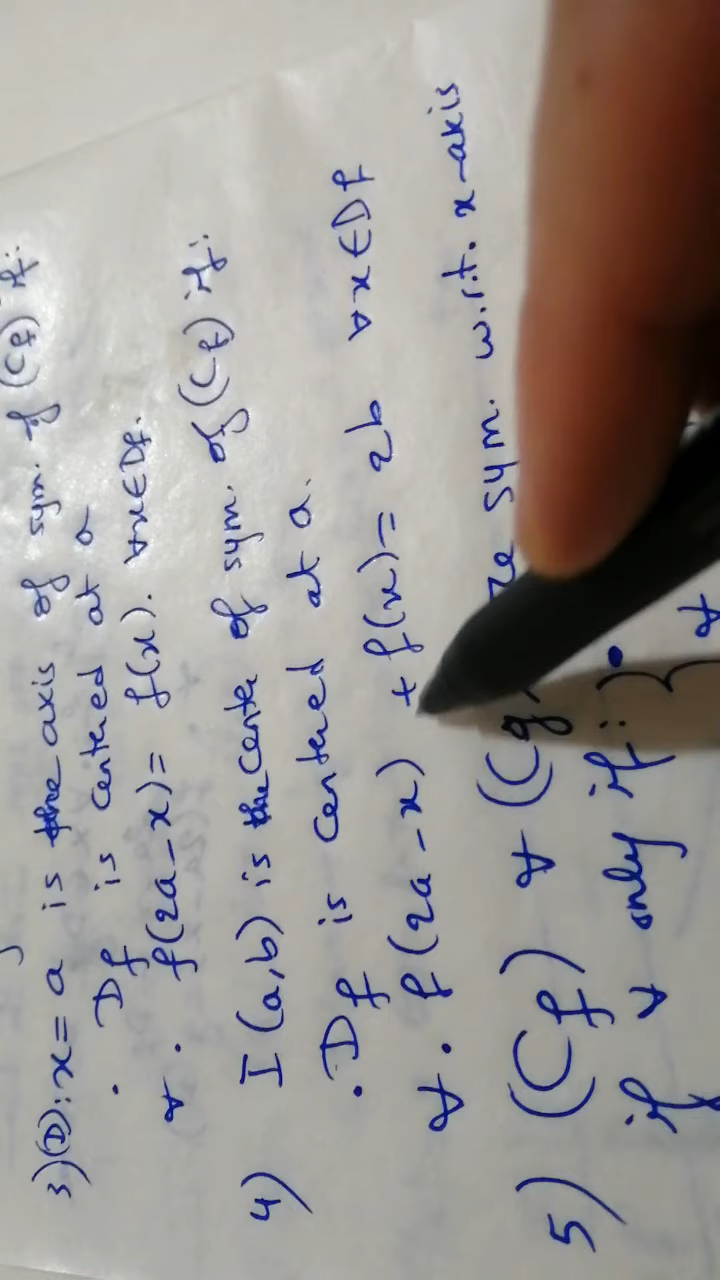 3) (D): x = a is the axis of sym. of (Cf) if:
. Df is centered at a
& . f(2a-x) = f(x). ∀x∈Df.
4) I(a,b) is the center of sym. of (Cf) if:
. Df is centered at a.
& . f(2a-x) + f(x) = 2b ∀x∈Df
5) (Cf) & (Cg) sym. w.r.t. x-axis
if & only if: